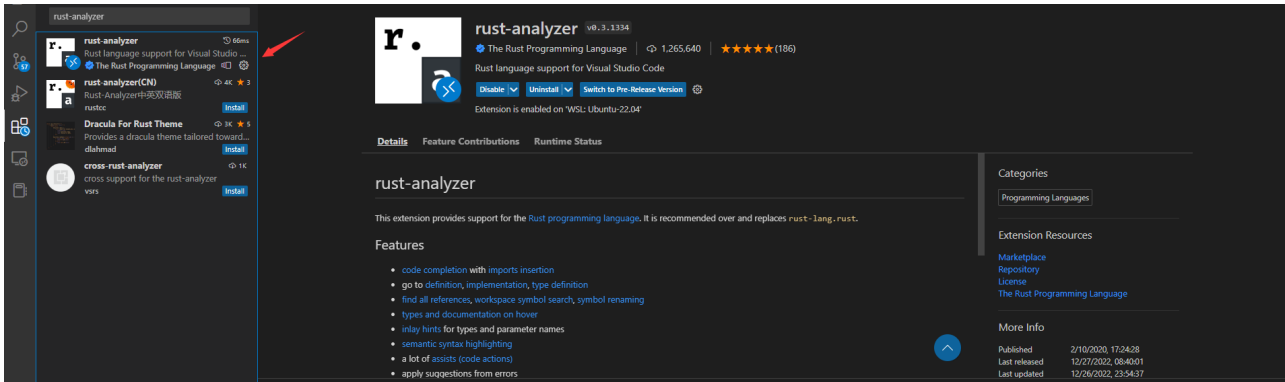 rust-analyzer
57
r.
rust-analyzer
66ms
Rust language support for Visual Studio ...
The Rust Programming Language
r.
a
rust-analyzer(CN)
4K ★ 3
Rust-Analyzer中英双语版
rustcc
Install
Dracula For Rust Theme
3K ★ 5
Provides a dracula theme tailored toward...
dlahmad
Install
cross-rust-analyzer
1K
cross support for the rust-analyzer
vsrs
Install
r.
a
rust-analyzer v0.3.1334
The Rust Programming Language | 1,265,640 | ★★★★★(186)
Rust language support for Visual Studio Code
Disable Uninstall Switch to Pre-Release Version
Extension is enabled on 'WSL: Ubuntu-22.04'
Details Feature Contributions Runtime Status
rust-analyzer
This extension provides support for the Rust programming language. It is recommended over and replaces rust-lang.rust.
Features
• code completion with imports insertion
• go to definition, implementation, type definition
• find all references, workspace symbol search, symbol renaming
• types and documentation on hover
• inlay hints for types and parameter names
• semantic syntax highlighting
• a lot of assists (code actions)
• apply suggestions from errors
Categories
Programming Languages
Extension Resources
Marketplace
Repository
License
The Rust Programming Language
More Info
Published 2/10/2020, 17:24:28
Last released 12/27/2022, 08:40:01
Last updated 12/26/2022, 23:54:37